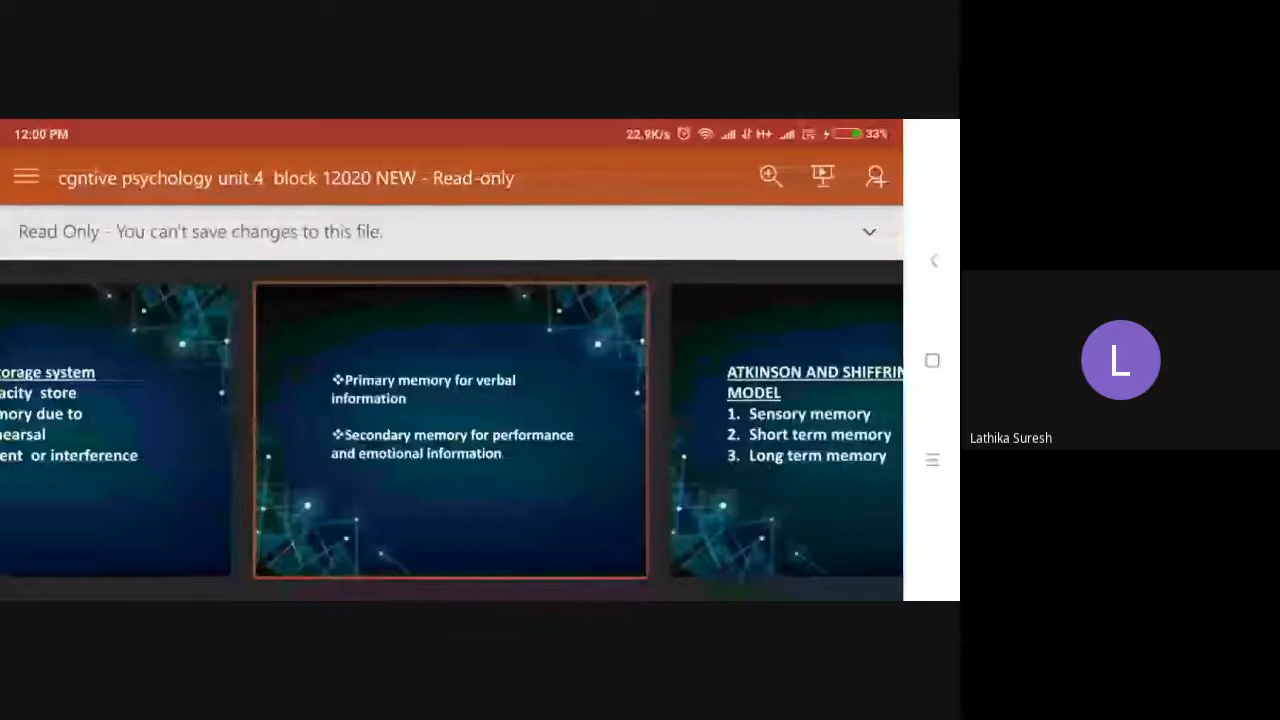 12:00 PM
22.9K/s
H+
33%
cgntive psychology unit 4 block 12020 NEW - Read-only
Read Only - You can't save changes to this file.
orage system
acity store
mory due to
earsal
ent or interference
❖Primary memory for verbal
information
❖Secondary memory for performance
and emotional information
ATKINSON AND SHIFFRIN
MODEL
1. Sensory memory
2. Short term memory
3. Long term memory
L
Lathika Suresh